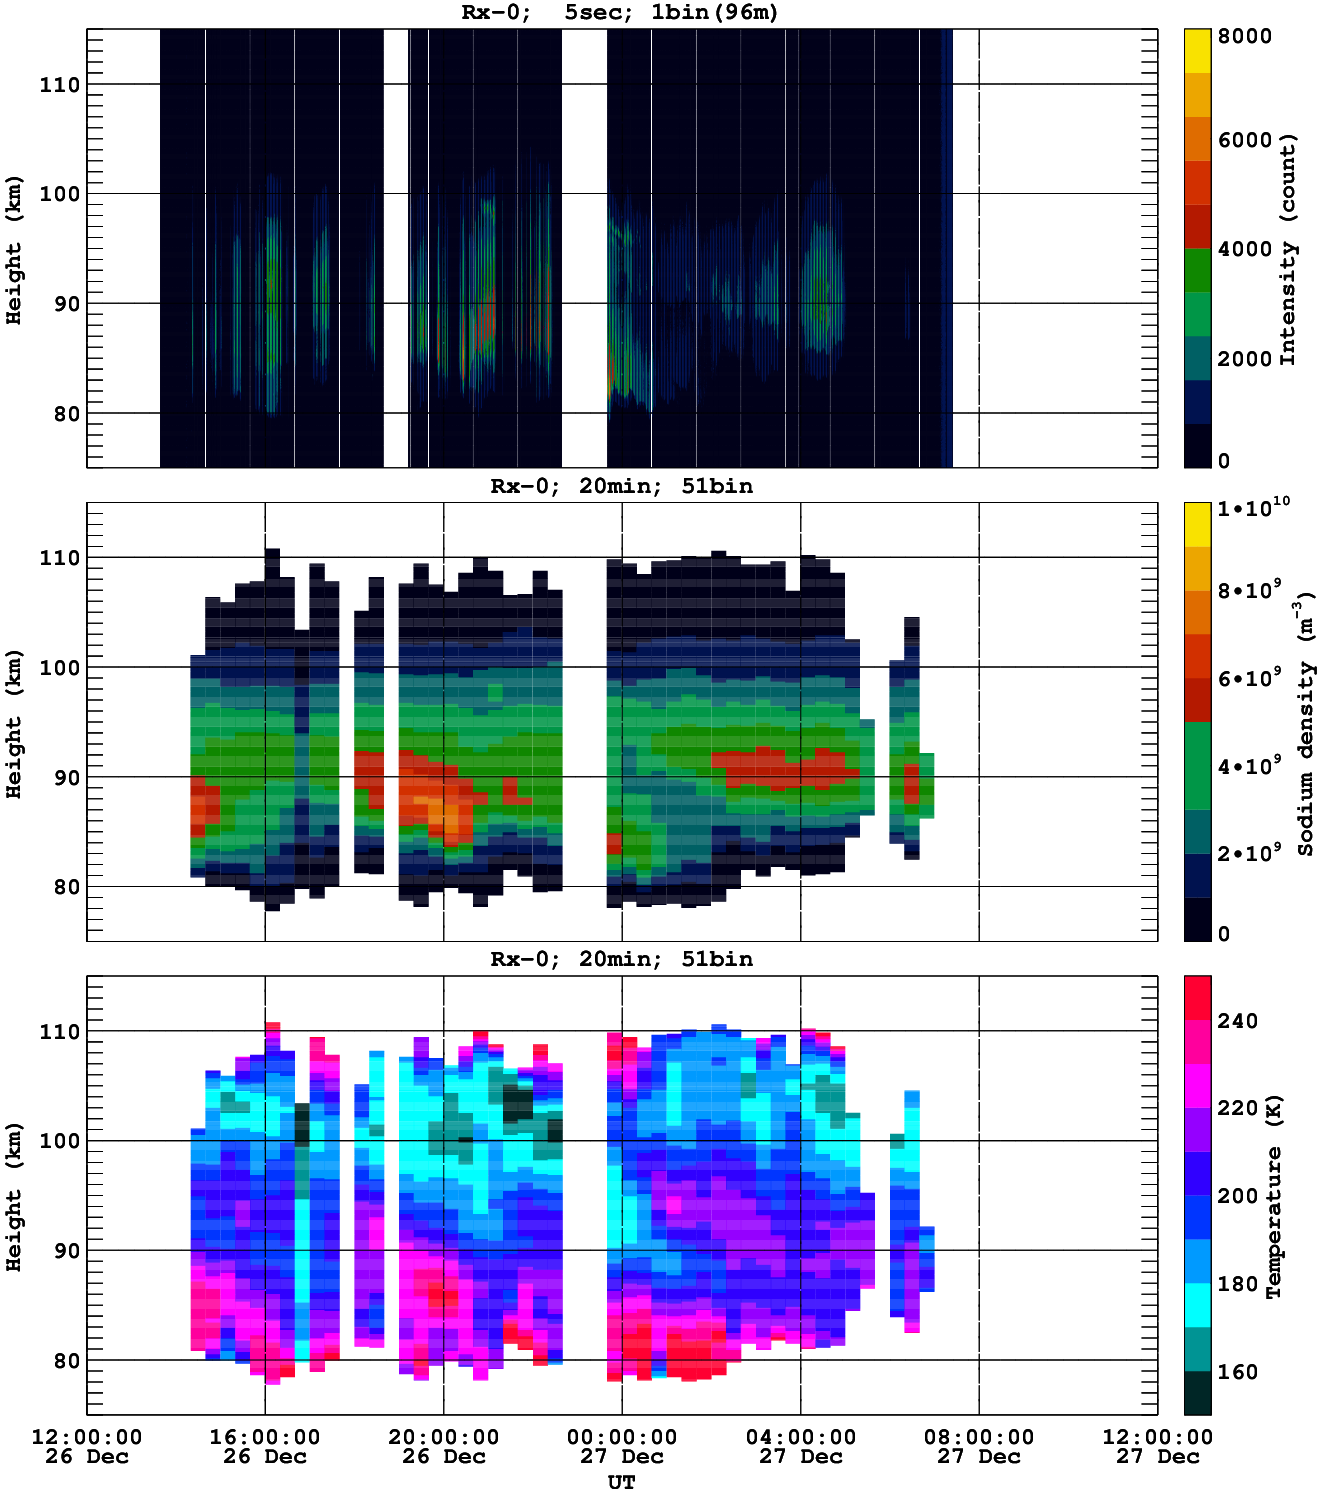 Rx-0;  5sec; 1bin(96m)
110
100
90
80
Height (km)
8000
6000
4000
2000
0
Intensity (count)
Rx-0; 20min; 51bin
110
100
90
80
Height (km)
1•10¹⁰
8•10⁹
6•10⁹
4•10⁹
2•10⁹
0
Sodium density (m⁻³)
Rx-0; 20min; 51bin
110
100
90
80
Height (km)
240
220
200
180
160
Temperature (K)
12:00:00 16:00:00 20:00:00 00:00:00 04:00:00 08:00:00 12:00:00
26 Dec 26 Dec 26 Dec 27 Dec 27 Dec 27 Dec 27 Dec
UT